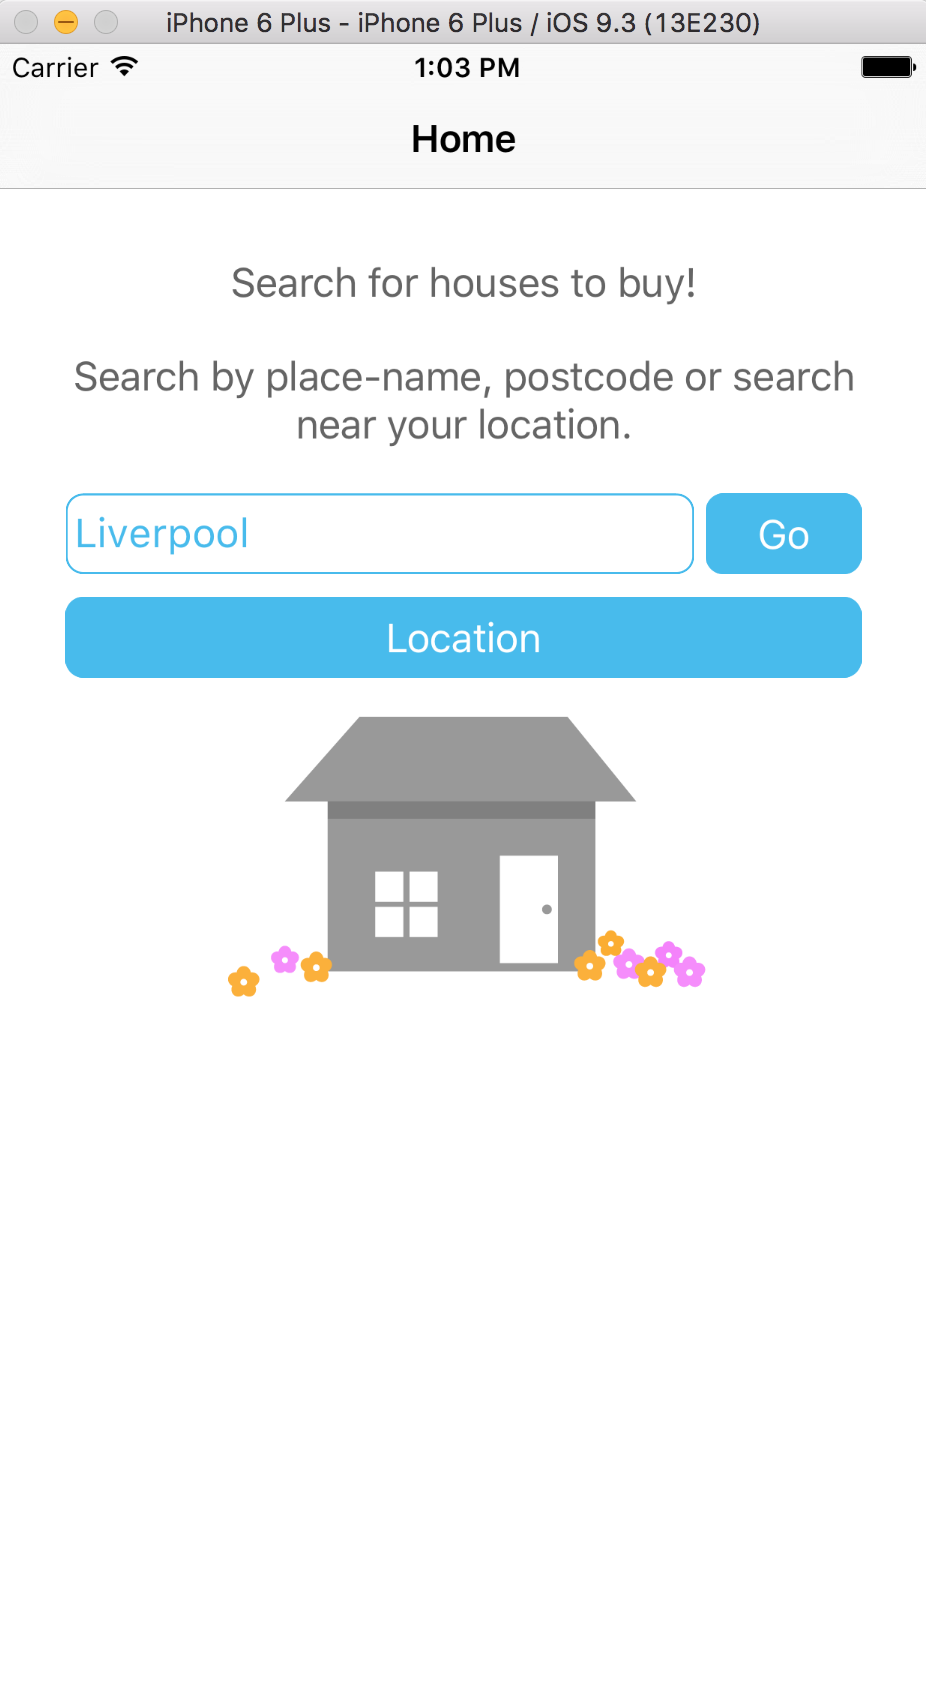 iPhone 6 Plus - iPhone 6 Plus / iOS 9.3 (13E230)
Carrier 1:03 PM
Home
Search for houses to buy!
Search by place-name, postcode or search
near your location.
Liverpool Go
Location